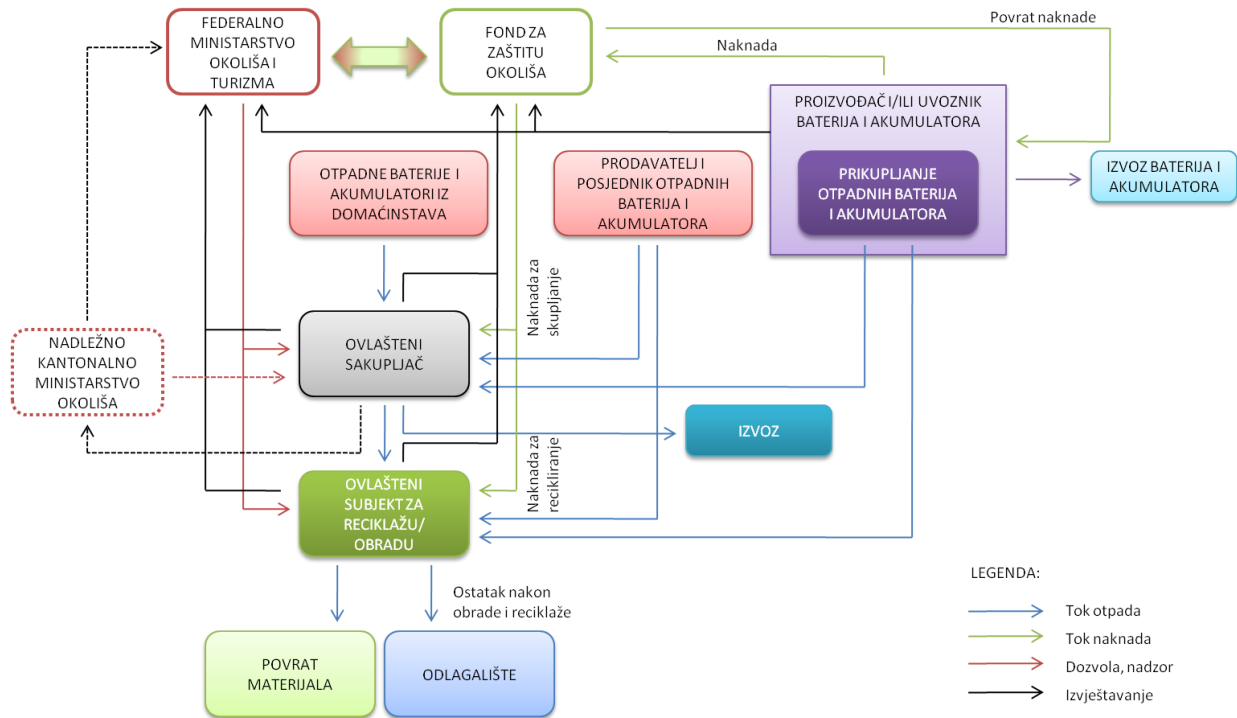 FEDERALNO
MINISTARSTVO
OKOLIŠA I
TURIZMA
FOND ZA
ZAŠTITU
OKOLIŠA
Povrat naknade
Naknada
PROIZVOĐAČ I/ILI UVOZNIK
BATERIJA I AKUMULATORA
PRIKUPLJANJE
OTPADNIH BATERIJA
I AKUMULATORA
IZVOZ BATERIJA I
AKUMULATORA
OTPADNE BATERIJE I
AKUMULATORI IZ
DOMAĆINSTAVA
PRODAVATELJ I
POSJEDNIK OTPADNIH
BATERIJA I
AKUMULATORA
Naknada za
skupljanje
NADLEŽNO
KANTONALNO
MINISTARSTVO
OKOLIŠA
OVLAŠTENI
SAKUPLJAČ
IZVOZ
Naknada za
recikliranje
OVLAŠTENI
SUBJEKT ZA
RECIKLAŽU/
OBRADU
Ostatak nakon
obrade i reciklaže
POVRAT
MATERIJALA
ODLAGALIŠTE
LEGENDA:
Tok otpada
Tok naknada
Dozvola, nadzor
Izvještavanje